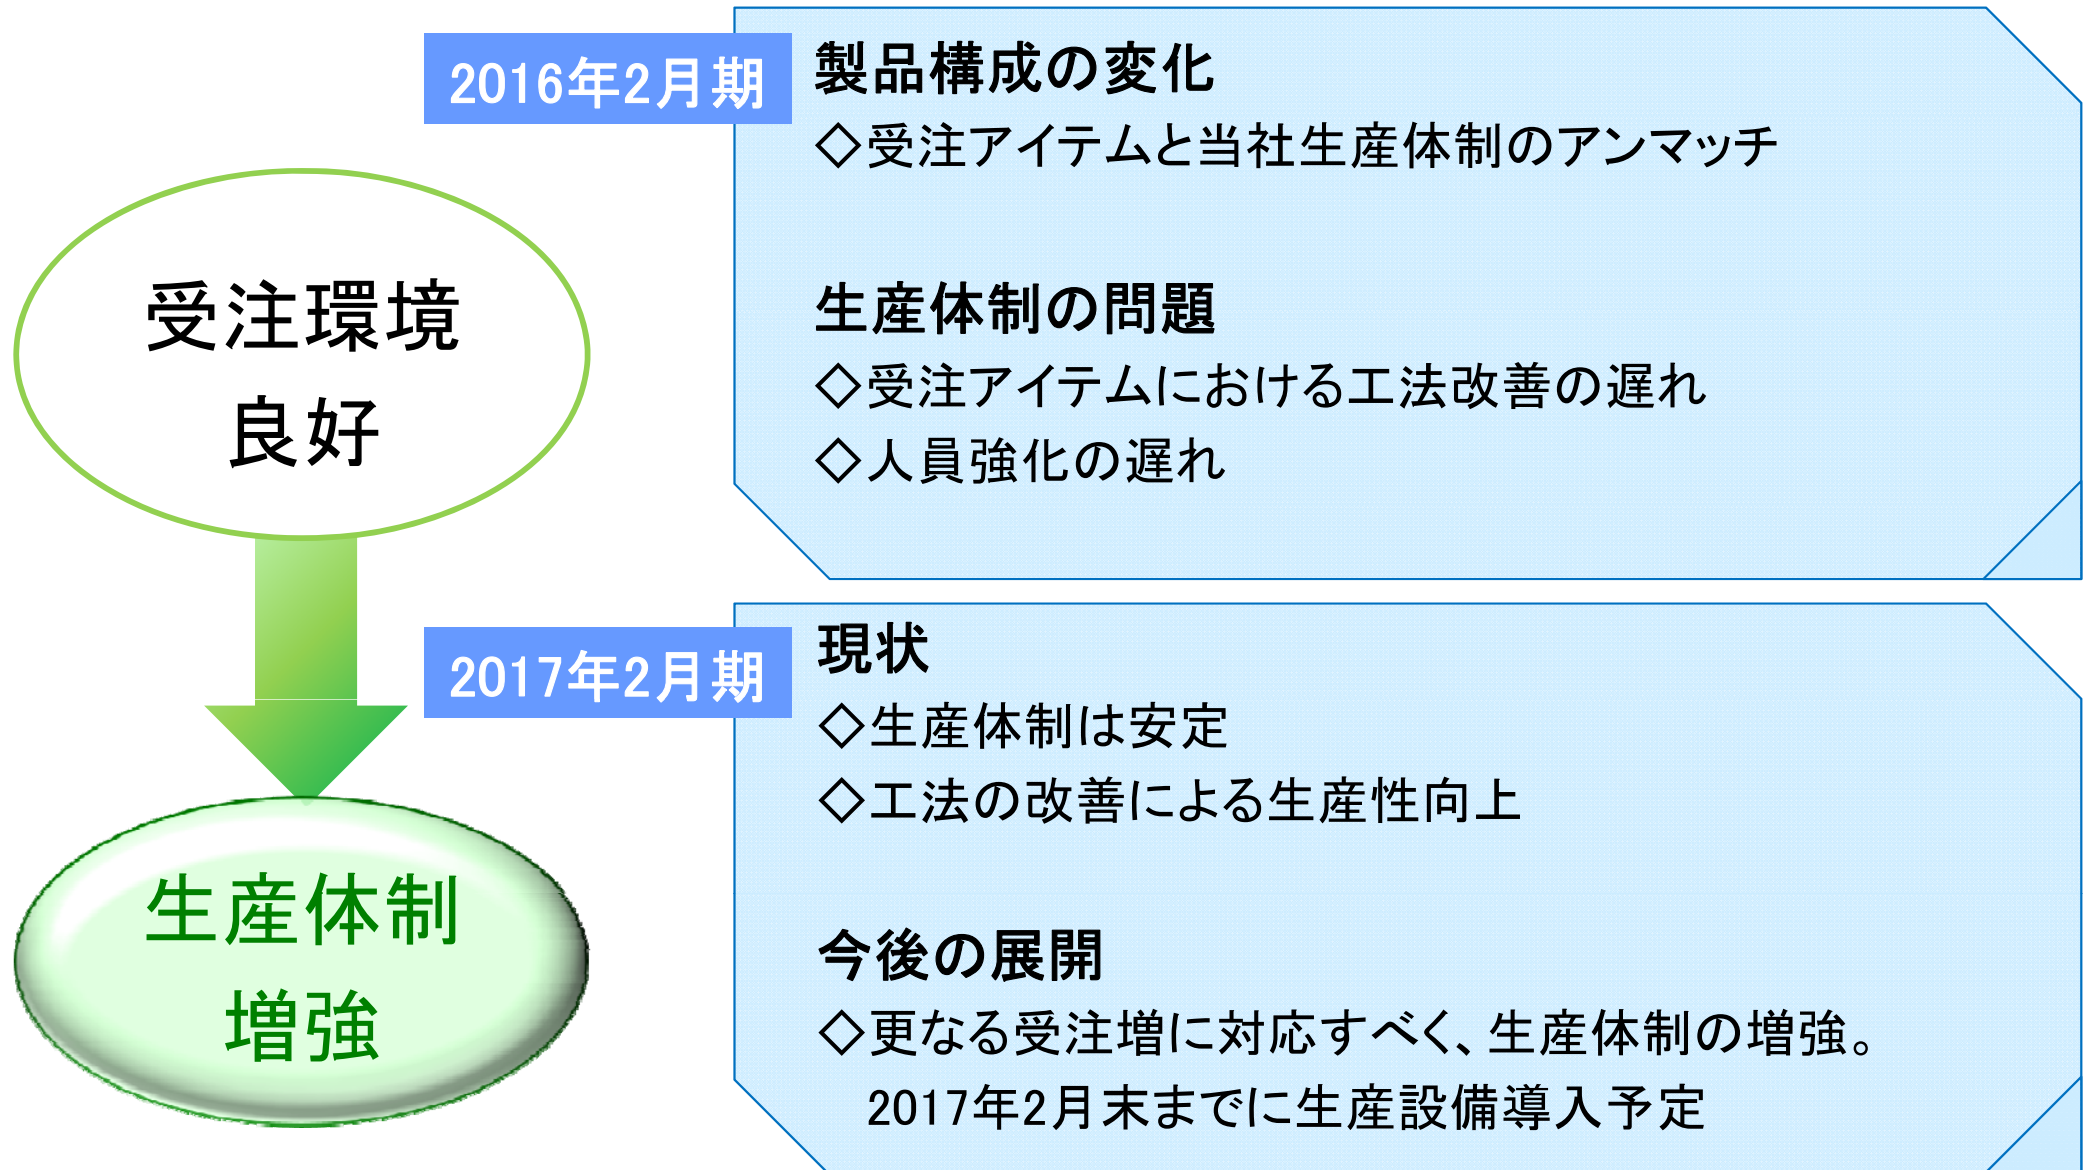 受注環境
良好
生産体制
増強
2016年2月期
製品構成の変化
◇受注アイテムと当社生産体制のアンマッチ
生産体制の問題
◇受注アイテムにおける工法改善の遅れ
◇人員強化の遅れ
2017年2月期
現状
◇生産体制は安定
◇工法の改善による生産性向上
今後の展開
◇更なる受注増に対応すべく、生産体制の増強。
2017年2月末までに生産設備導入予定